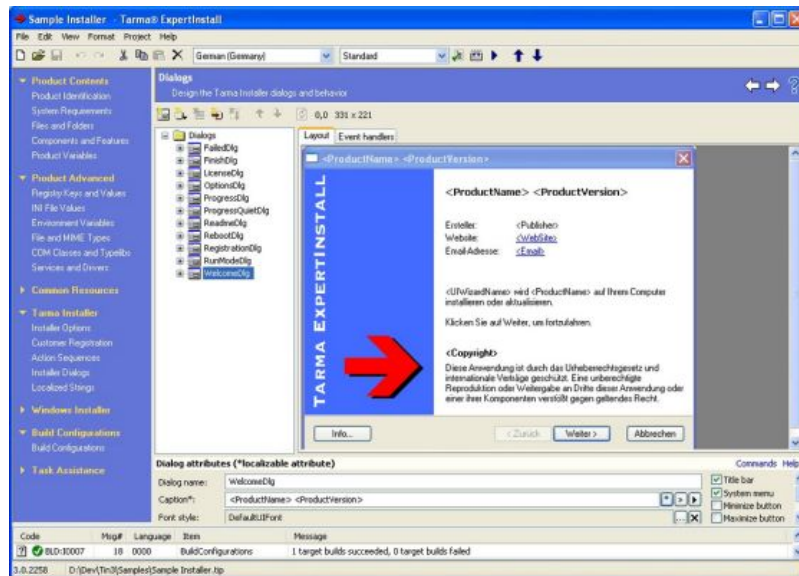 Sample Installer - Tarma® ExpertInstall
File Edit View Format Project Help
German (Germany) Standard
Product Contents
Product Identification
System Requirements
Files and Folders
Components and Features
Product Variables
Product Advanced
Registry Keys and Values
INI File Values
Environment Variables
File and MIME Types
COM Classes and Typelibs
Services and Drivers
Common Resources
Tarma Installer
Installer Options
Customer Registration
Action Sequences
Installer Dialogs
Localized Strings
Windows Installer
Build Configurations
Build Configurations
Task Assistance
Dialogs
Design the Tarma Installer dialogs and behavior
0,0 331 x 221
Dialogs
FailedDlg
FinishDlg
LicenseDlg
OptionsDlg
ProgressDlg
ProgressQuietDlg
ReadmeDlg
RebootDlg
RegistrationDlg
RunModeDlg
WelcomeDlg
Layout Event handlers
<ProductName> <ProductVersion>
TARMA EXPERTINSTALL
<ProductName> <ProductVersion>
Ersteller: <Publisher>
Website: <WebSite>
Email-Adresse: <Email>
<UIWizardName> wird <ProductName> auf Ihrem Computer
installieren oder aktualisieren.
Klicken Sie auf Weiter, um fortzufahren.
<Copyright>
Diese Anwendung ist durch das Urheberrechtsgesetz und
internationale Verträge geschützt. Eine unberechtigte
Reproduktion oder Weitergabe an Dritte dieser Anwendung oder
einer ihrer Komponenten verstößt gegen geltendes Recht.
Info... < Zurück Weiter > Abbrechen
Dialog attributes (*localizable attribute) Commands Help
Dialog name: WelcomeDlg
Caption*: <ProductName> <ProductVersion>
Font style: DefaultUIFont
Title bar
System menu
Minimize button
Maximize button
Code Msg# Language Item Message
BLD:I0007 18 0000 BuildConfigurations 1 target builds succeeded, 0 target builds failed
3.0.2258 D:\Dev\Tin3\Samples\Sample Installer.tip